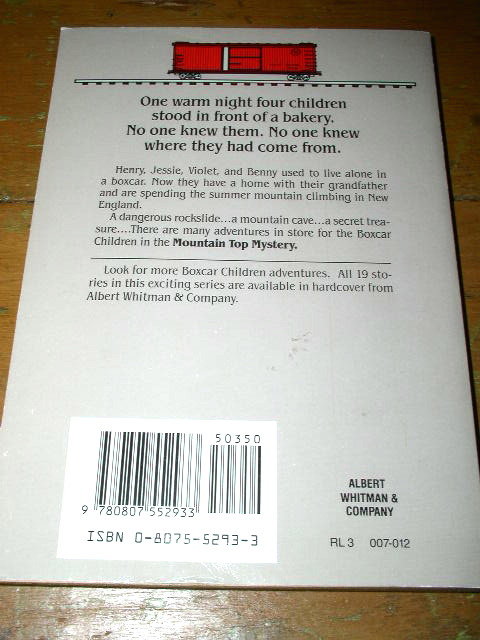 One warm night four children
stood in front of a bakery.
No one knew them. No one knew
where they had come from.
Henry, Jessie, Violet, and Benny used to live alone in
a boxcar. Now they have a home with their grandfather
and are spending the summer mountain climbing in New
England.
A dangerous rockslide...a mountain cave...a secret trea-
sure....There are many adventures in store for the Boxcar
Children in the Mountain Top Mystery.
Look for more Boxcar Children adventures. All 19 sto-
ries in this exciting series are available in hardcover from
Albert Whitman & Company.
50350
9 780807 552933
ISBN 0-8075-5293-3
ALBERT
WHITMAN &
COMPANY
RL 3 007-012